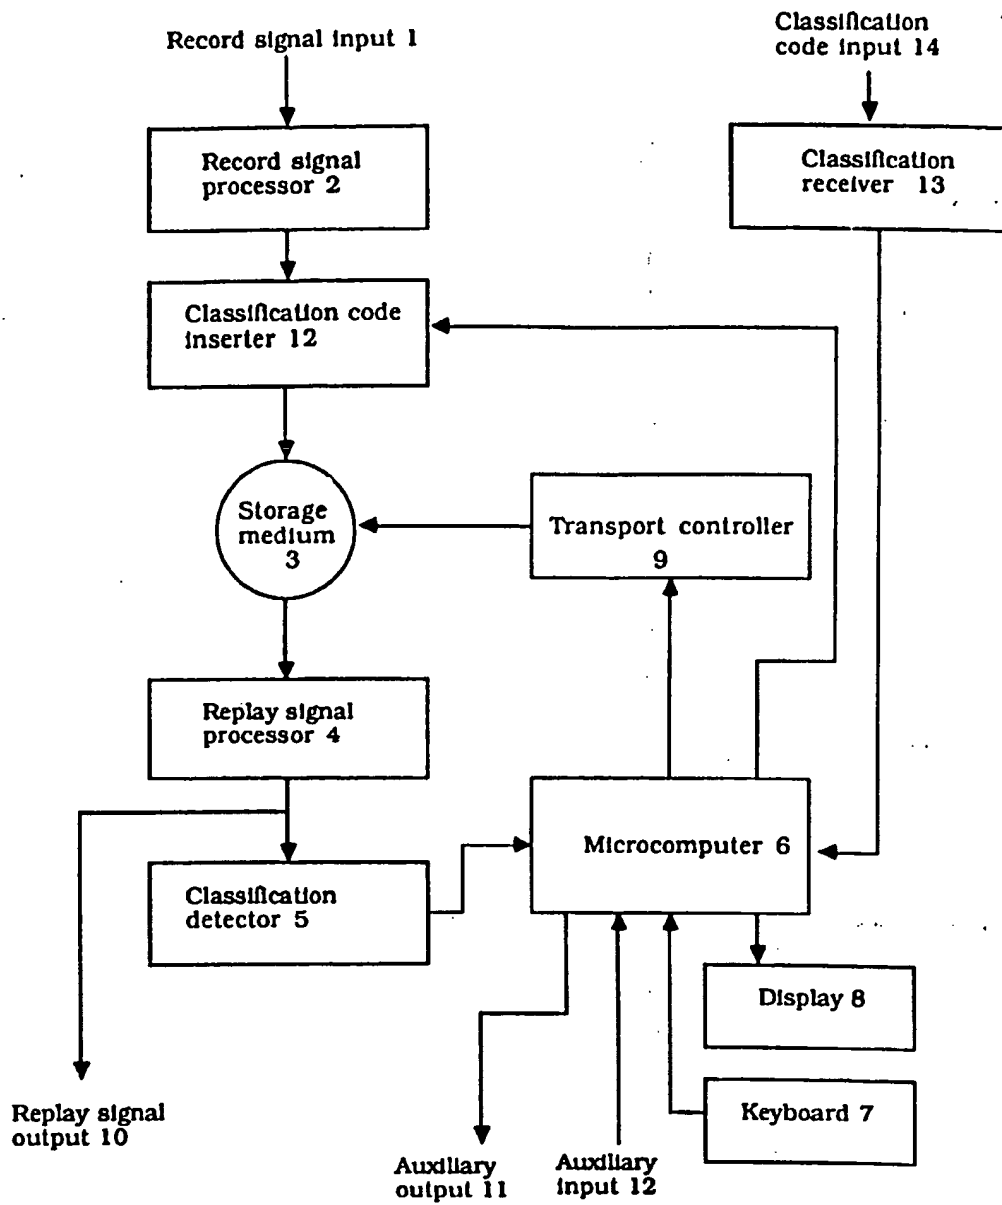 Record signal input 1
Classification
code input 14
Record signal
processor 2
Classification
receiver 13
Classification code
inserter 12
Storage
medium
3
Transport controller
9
Replay signal
processor 4
Microcomputer 6
Classification
detector 5
Display 8
Keyboard 7
Replay signal
output 10
Auxiliary
output 11
Auxiliary
input 12